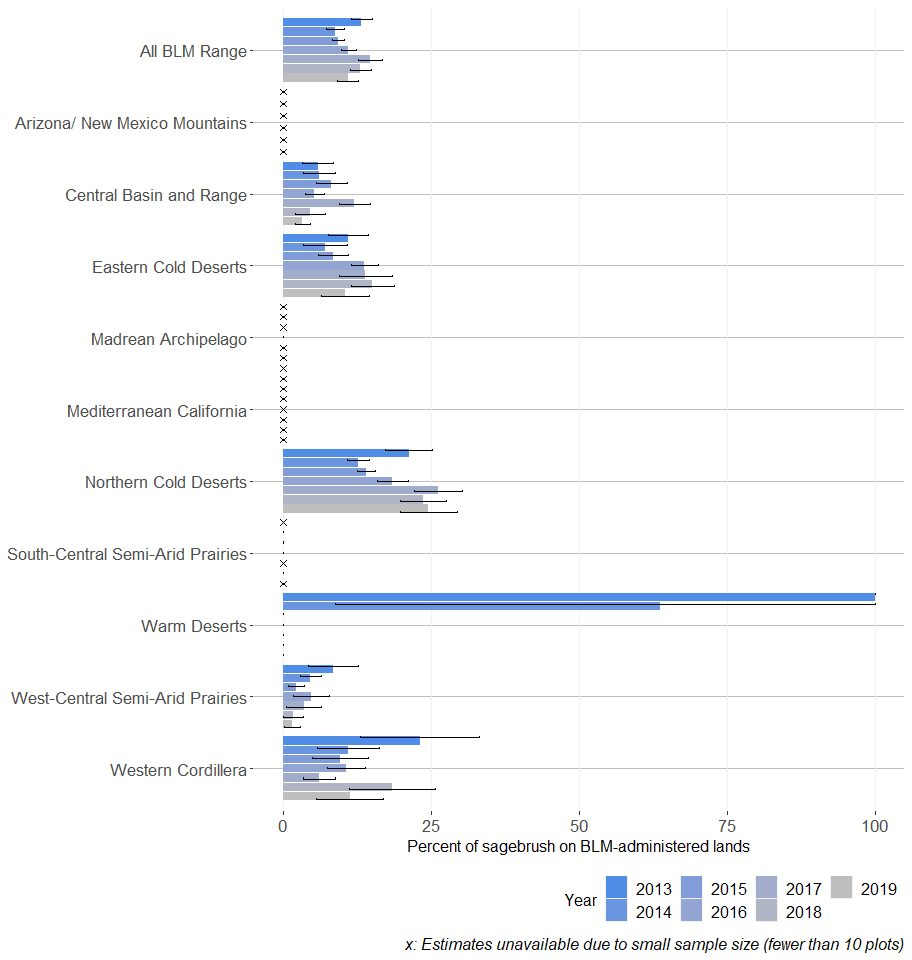 All BLM Range
Arizona/ New Mexico Mountains
Central Basin and Range
Eastern Cold Deserts
Madrean Archipelago
Mediterranean California
Northern Cold Deserts
South-Central Semi-Arid Prairies
Warm Deserts
West-Central Semi-Arid Prairies
Western Cordillera
0 25 50 75 100
Percent of sagebrush on BLM-administered lands
Year
2013 2015 2017 2019
2014 2016 2018
x: Estimates unavailable due to small sample size (fewer than 10 plots)